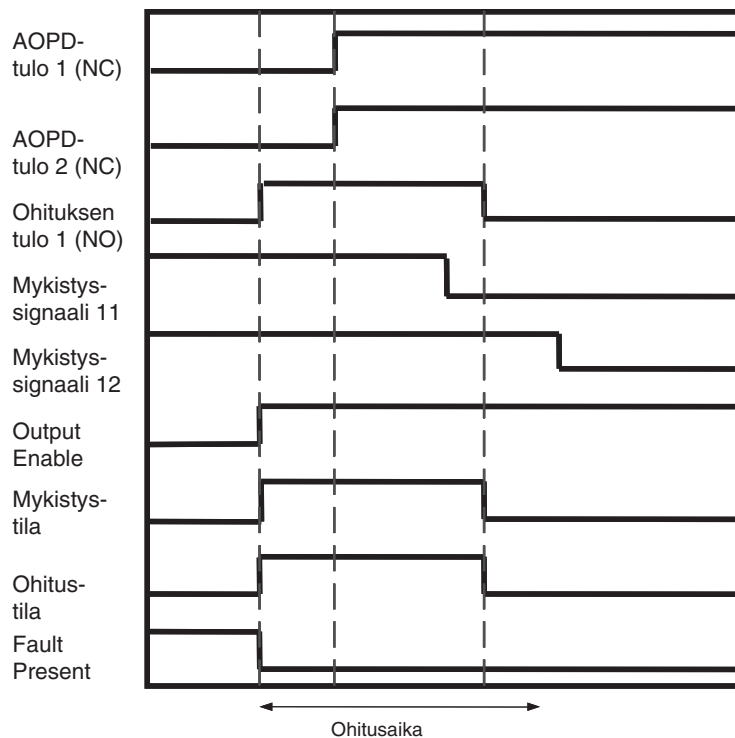 AOPD-
tulo 1 (NC)
AOPD-
tulo 2 (NC)
Ohituksen
tulo 1 (NO)
Mykistys-
signaali 11
Mykistys-
signaali 12
Output
Enable
Mykistys-
tila
Ohitus-
tila
Fault
Present
Ohitusaika